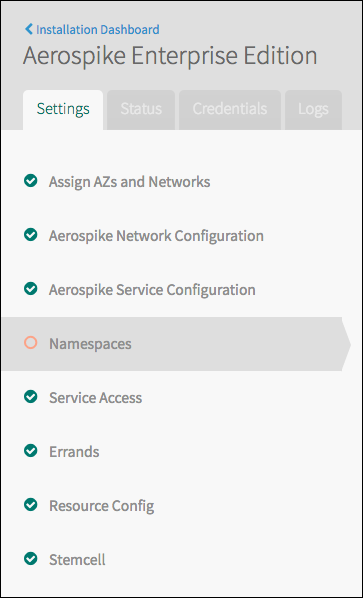 Installation Dashboard
Aerospike Enterprise Edition
Settings Status Credentials Logs
Assign AZs and Networks
Aerospike Network Configuration
Aerospike Service Configuration
Namespaces
Service Access
Errands
Resource Config
Stemcell